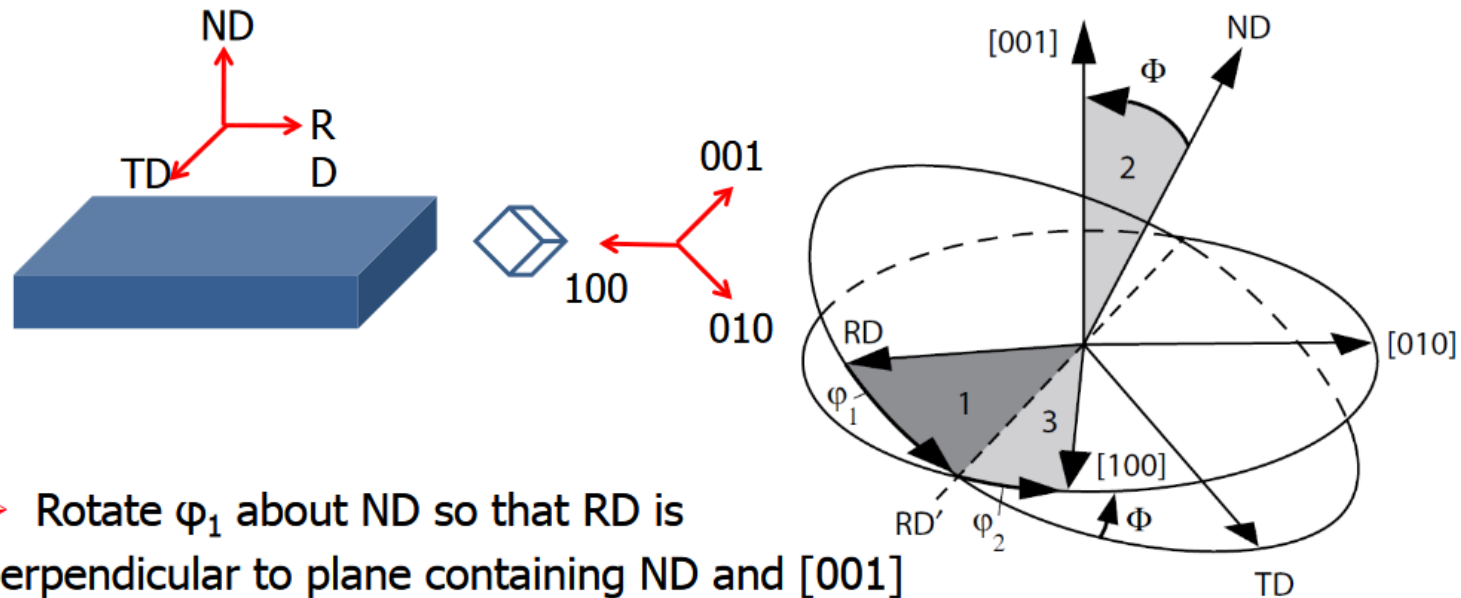 ND
R
TD
D
001
100
010
[001]
ND
Φ
2
[010]
RD
φ1
1
3
[100]
RD′
φ2
Φ
TD
Rotate φ₁ about ND so that RD is
erpendicular to plane containing ND and [001]